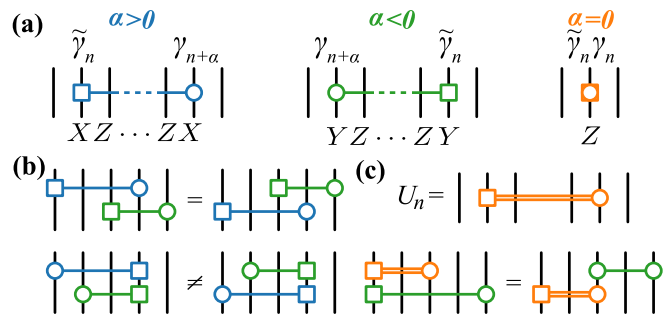 (a) α>0 α<0 α=0
γ̃ₙ γₙ₊α γₙ₊α γ̃ₙ γ̃ₙγₙ
X Z ··· Z X Y Z ··· Z Y Z
(b) = (c) Uₙ=
≠ =